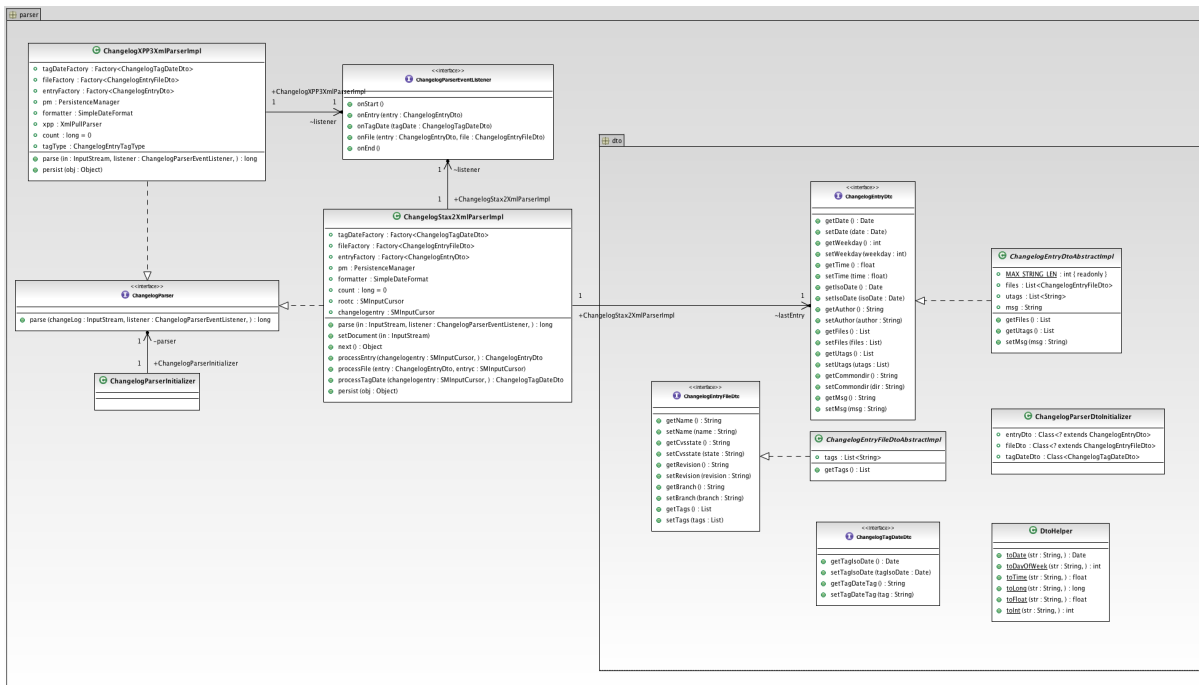 parser
ChangelogXPP3XmlParserImpl
tagDateFactory : Factory<ChangelogTagDateDto>
fileFactory : Factory<ChangelogEntryFileDto>
entryFactory : Factory<ChangelogEntryDto>
pm : PersistenceManager
formatter : SimpleDateFormat
xpp : XmlPullParser
count : long = 0
tagType : ChangelogEntryTagType
parse (in : InputStream, listener : ChangelogParserEventListener, ) : long
persist (obj : Object)
+ChangelogXPP3XmlParserImpl
1
1
~listener
<<interface>>
ChangelogParserEventListener
onStart ()
onEntry (entry : ChangelogEntryDto)
onTagDate (tagDate : ChangelogTagDateDto)
onFile (entry : ChangelogEntryDto, file : ChangelogEntryFileDto)
onEnd ()
1
~listener
1
+ChangelogStax2XmlParserImpl
ChangelogStax2XmlParserImpl
tagDateFactory : Factory<ChangelogTagDateDto>
fileFactory : Factory<ChangelogEntryFileDto>
entryFactory : Factory<ChangelogEntryDto>
pm : PersistenceManager
formatter : SimpleDateFormat
count : long = 0
rootc : SMInputCursor
changelogentry : SMInputCursor
parse (in : InputStream, listener : ChangelogParserEventListener, ) : long
setDocument (in : InputStream)
next () : Object
processEntry (changelogentry : SMInputCursor, ) : ChangelogEntryDto
processFile (entry : ChangelogEntryDto, entryc : SMInputCursor)
processTagDate (changelogentry : SMInputCursor, ) : ChangelogTagDateDto
persist (obj : Object)
<<interface>>
ChangelogParser
parse (changeLog : InputStream, listener : ChangelogParserEventListener, ) : long
1
~parser
1
+ChangelogParserInitializer
ChangelogParserInitializer
1
+ChangelogStax2XmlParserImpl
1
~lastEntry
dto
<<interface>>
ChangelogEntryDto
getDate () : Date
setDate (date : Date)
getWeekday () : int
setWeekday (weekday : int)
getTime () : float
setTime (time : float)
getIsoDate () : Date
setIsoDate (isoDate : Date)
getAuthor () : String
setAuthor (author : String)
getFiles () : List
setFiles (files : List)
getUtags () : List
setUtags (utags : List)
getCommondir () : String
setCommondir (dir : String)
getMsg () : String
setMsg (msg : String)
ChangelogEntryDtoAbstractImpl
MAX_STRING_LEN : int { readonly }
files : List<ChangelogEntryFileDto>
utags : List<String>
msg : String
getFiles () : List
getUtags () : List
setMsg (msg : String)
<<interface>>
ChangelogEntryFileDto
getName () : String
setName (name : String)
getCvsstate () : String
setCvsstate (state : String)
getRevision () : String
setRevision (revision : String)
getBranch () : String
setBranch (branch : String)
getTags () : List
setTags (tags : List)
ChangelogEntryFileDtoAbstractImpl
tags : List<String>
getTags () : List
ChangelogParserDtoInitializer
entryDto : Class<? extends ChangelogEntryDto>
fileDto : Class<? extends ChangelogEntryFileDto>
tagDateDto : Class<ChangelogTagDateDto>
<<interface>>
ChangelogTagDateDto
getTagIsoDate () : Date
setTagIsoDate (tagIsoDate : Date)
getTagDateTag () : String
setTagDateTag (tag : String)
DtoHelper
toDate (str : String, ) : Date
toDayOfWeek (str : String, ) : int
toTime (str : String, ) : float
toLong (str : String, ) : long
toFloat (str : String, ) : float
toInt (str : String, ) : int